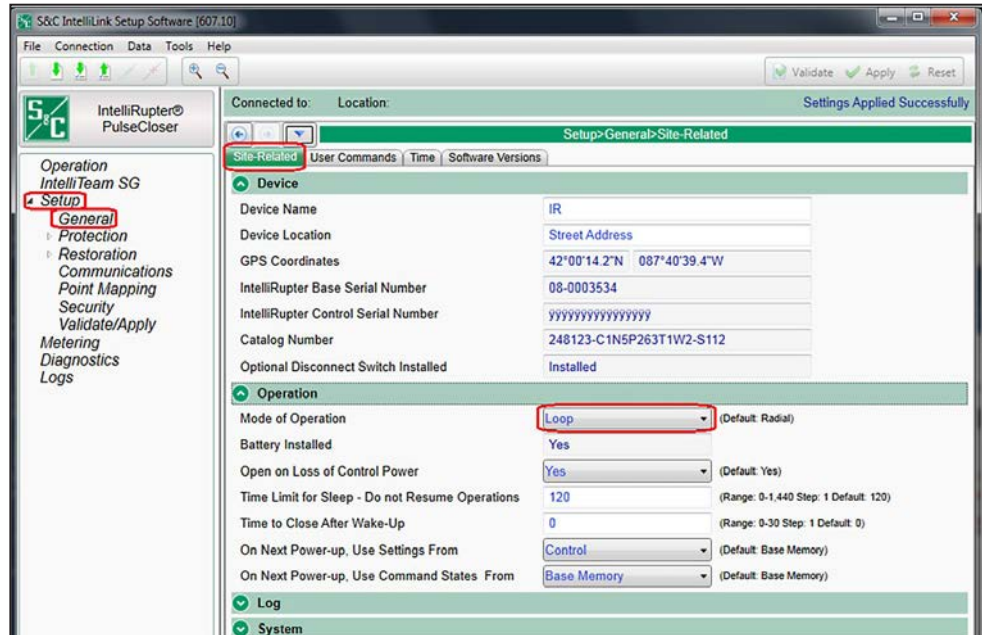 S&C IntelliLink Setup Software [607.10]
File Connection Data Tools Help
Validate Apply Reset
S&C
IntelliRupter®
PulseCloser
Connected to: Location: Settings Applied Successfully
Setup>General>Site-Related
Site-Related User Commands Time Software Versions
Operation
IntelliTeam SG
Setup
General
Protection
Restoration
Communications
Point Mapping
Security
Validate/Apply
Metering
Diagnostics
Logs
Device
Device Name IR
Device Location Street Address
GPS Coordinates 42°00'14.2"N 087°40'39.4"W
IntelliRupter Base Serial Number 08-0003534
IntelliRupter Control Serial Number ÿÿÿÿÿÿÿÿÿÿÿÿÿÿÿÿ
Catalog Number 248123-C1N5P263T1W2-S112
Optional Disconnect Switch Installed Installed
Operation
Mode of Operation Loop (Default: Radial)
Battery Installed Yes
Open on Loss of Control Power Yes (Default: Yes)
Time Limit for Sleep - Do not Resume Operations 120 (Range: 0-1,440 Step: 1 Default: 120)
Time to Close After Wake-Up 0 (Range: 0-30 Step: 1 Default: 0)
On Next Power-up, Use Settings From Control (Default: Base Memory)
On Next Power-up, Use Command States From Base Memory (Default: Base Memory)
Log
System